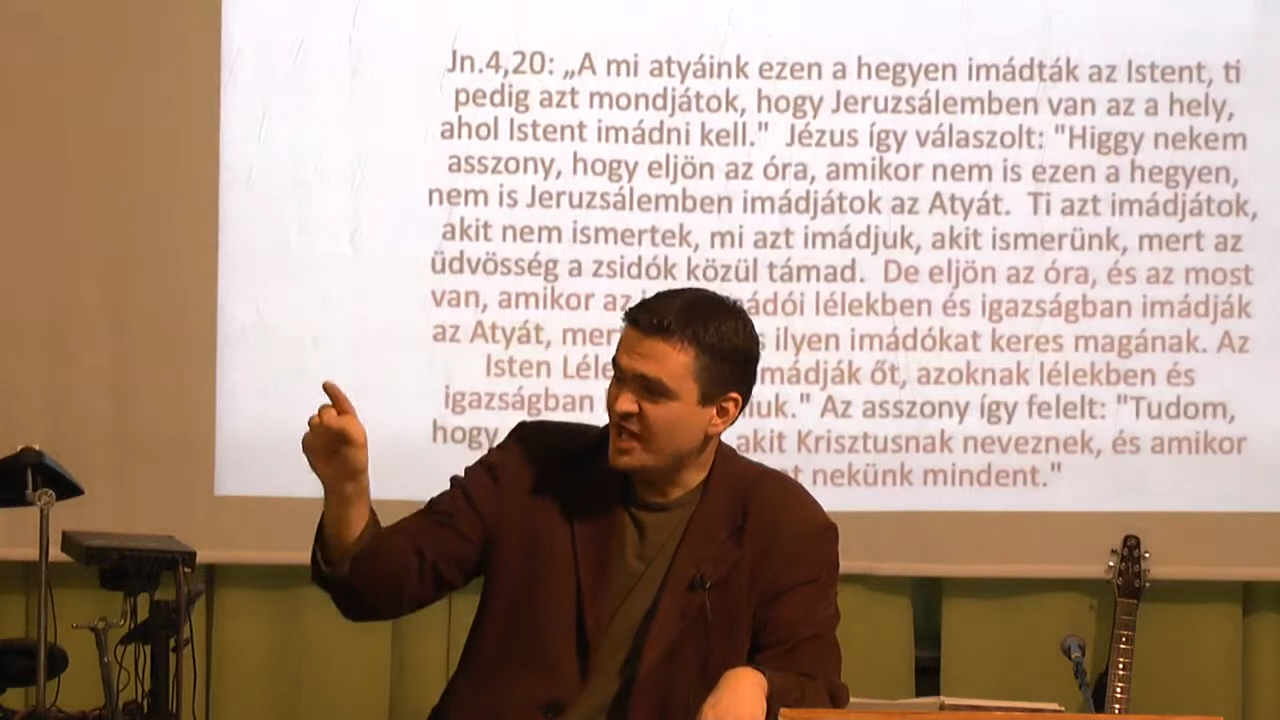 Jn.4,20: „A mi atyáink ezen a hegyen imádták az Istent, ti
pedig azt mondjátok, hogy Jeruzsálemben van az a hely,
ahol Istent imádni kell." Jézus így válaszolt: "Higgy nekem
asszony, hogy eljön az óra, amikor nem is ezen a hegyen,
nem is Jeruzsálemben imádjátok az Atyát. Ti azt imádjátok,
akit nem ismertek, mi azt imádjuk, akit ismerünk, mert az
üdvösség a zsidók közül támad. De eljön az óra, és az most
van, amikor az lélekben és igazságban imádják
az Atyát, ilyen imádókat keres magának. Az
Isten őt, azoknak lélekben és
igazságban Az asszony így felelt: "Tudom,
hogy akit Krisztusnak neveznek, és amikor
nekünk mindent."